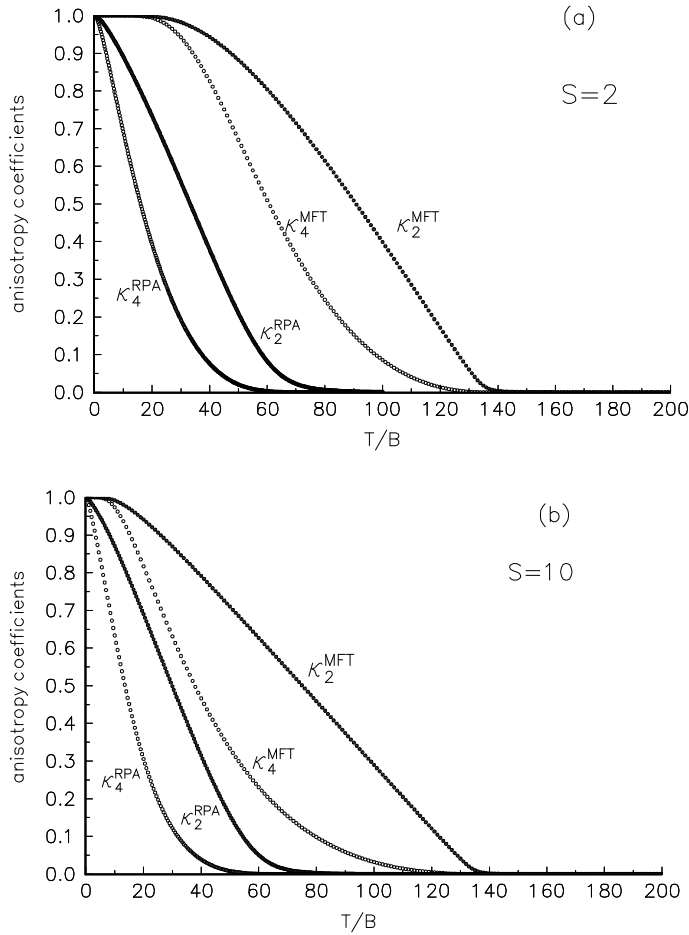 (a)
S=2
anisotropy coefficients
1.0
0.9
0.8
0.7
0.6
0.5
0.4
0.3
0.2
0.1
0.0
κ₄ᴿᴾᴬ
κ₂ᴿᴾᴬ
κ₄ᴹᶠᵀ
κ₂ᴹᶠᵀ
0 20 40 60 80 100 120 140 160 180 200
T/B
(b)
S=10
anisotropy coefficients
1.0
0.9
0.8
0.7
0.6
0.5
0.4
0.3
0.2
0.1
0.0
κ₂ᴹᶠᵀ
κ₄ᴹᶠᵀ
κ₄ᴿᴾᴬ
κ₂ᴿᴾᴬ
0 20 40 60 80 100 120 140 160 180 200
T/B